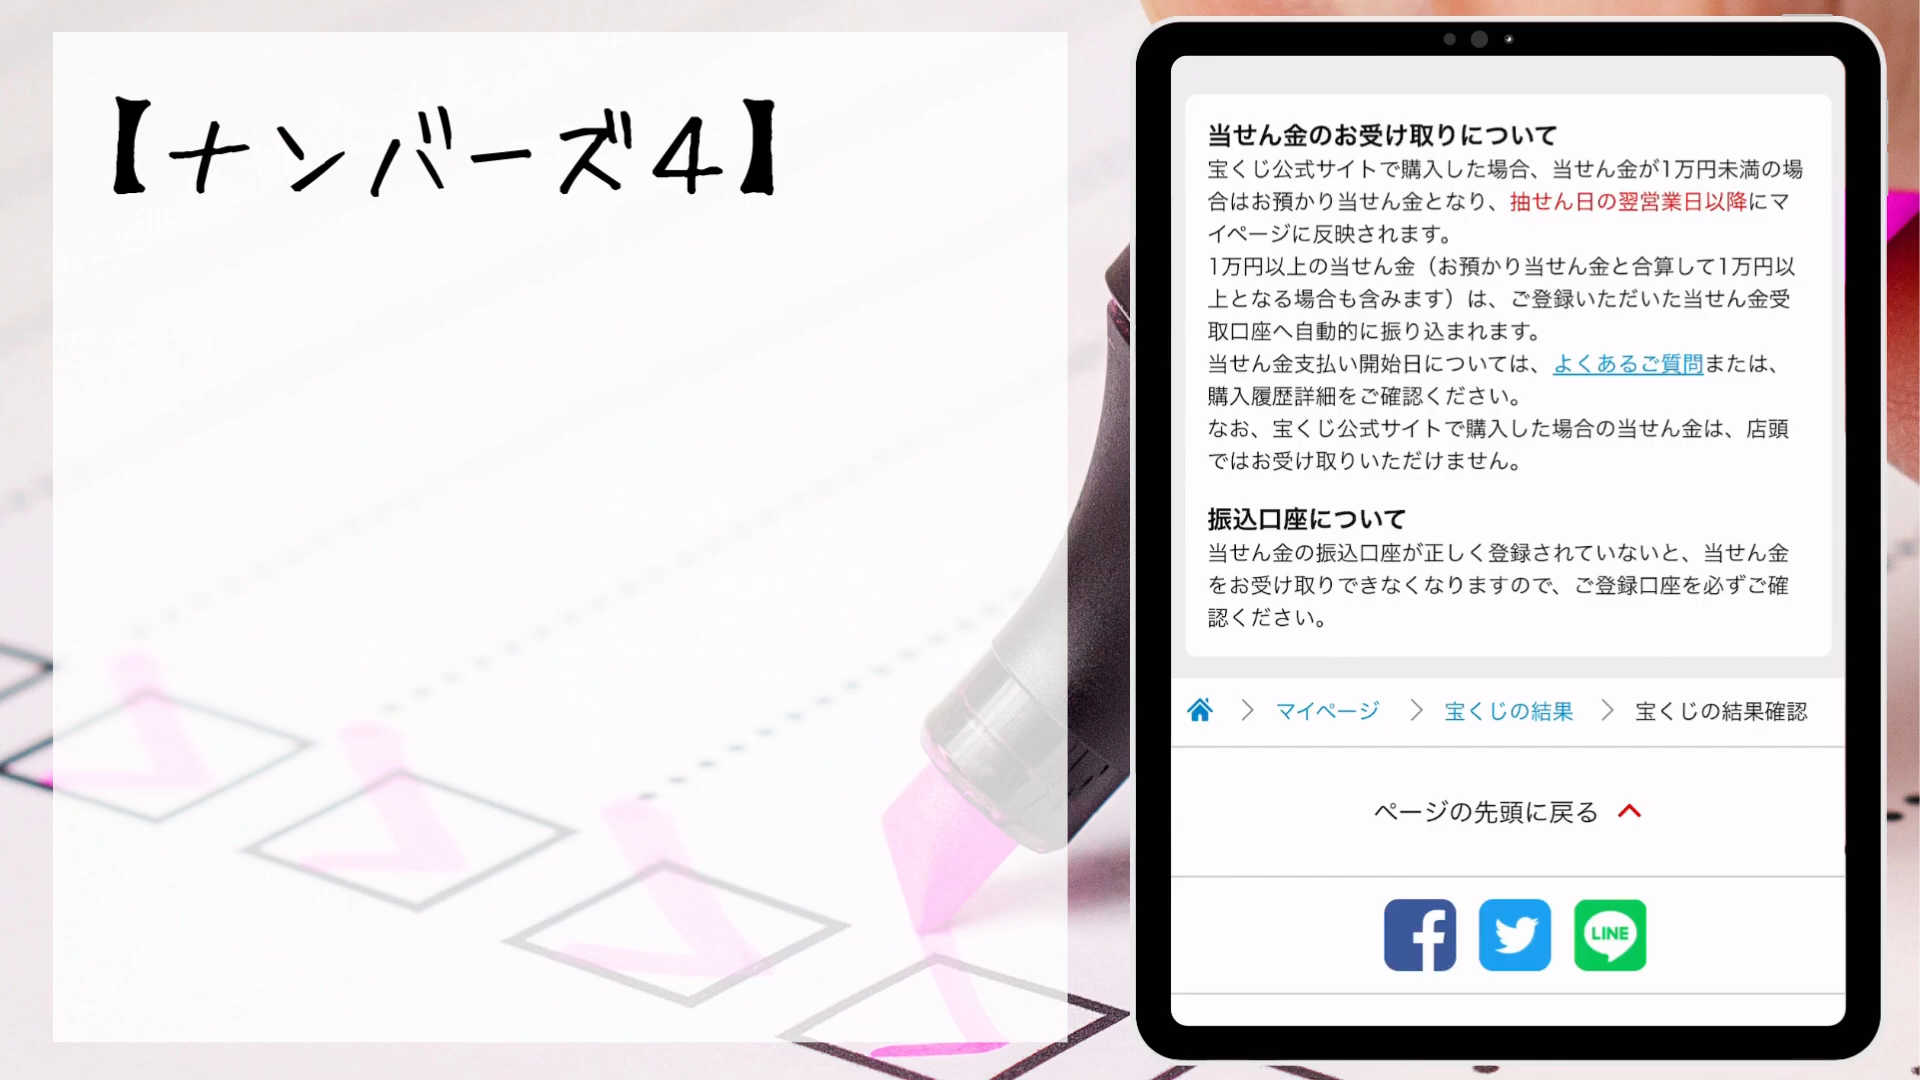 【ナンバーズ4】
当せん金のお受け取りについて
宝くじ公式サイトで購入した場合、当せん金が1万円未満の場
合はお預かり当せん金となり、抽せん日の翌営業日以降にマ
イページに反映されます。
1万円以上の当せん金（お預かり当せん金と合算して1万円以
上となる場合も含みます）は、ご登録いただいた当せん金受
取口座へ自動的に振り込まれます。
当せん金支払い開始日については、よくあるご質問または、
購入履歴詳細をご確認ください。
なお、宝くじ公式サイトで購入した場合の当せん金は、店頭
ではお受け取りいただけません。
振込口座について
当せん金の振込口座が正しく登録されていないと、当せん金
をお受け取りできなくなりますので、ご登録口座を必ずご確
認ください。
マイページ 宝くじの結果 宝くじの結果確認
ページの先頭に戻る
LINE